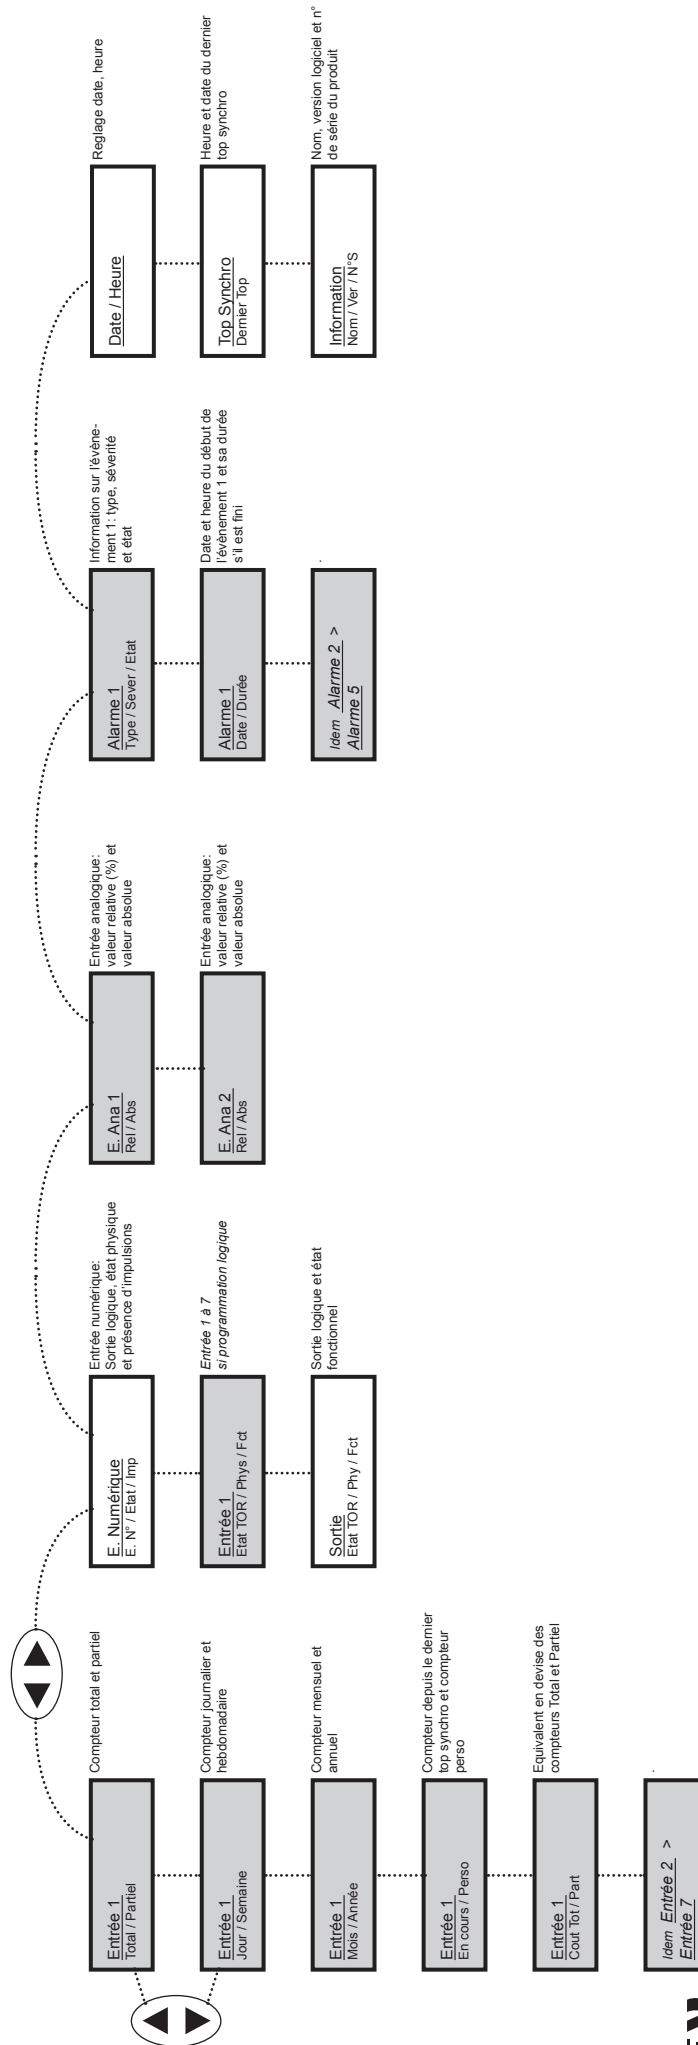 Entrée 1
Total / Partiel
Compteur total et partiel
Entrée 1
Jour / Semaine
Compteur journalier et
hebdomadaire
Entrée 1
Mois / Année
Compteur mensuel et
annuel
Entrée 1
En cours / Perso
Compteur depuis le dernier
top synchro et compteur
perso
Entrée 1
Cout Tot / Part
Equivalent en devise des
compteurs Total et Partiel
Idem Entrée 2 >
Entrée 7
.
E. Numérique
E. N° / Etat / Imp
Entrée numérique:
Sortie logique, état physique
et présence d'impulsions
Entrée 1
Etat TOR / Phys / Fct
Entrée 1 à 7
si programmation logique
Sortie
Etat TOR / Phy / Fct
Sortie logique et état
fonctionnel
E. Ana 1
Rel / Abs
Entrée analogique:
valeur relative (%) et
valeur absolue
E. Ana 2
Rel / Abs
Entrée analogique:
valeur relative (%) et
valeur absolue
Alarme 1
Type / Sever / Etat
Information sur l'évène-
ment 1: type, séverité
et état
Alarme 1
Date / Durée
Date et heure du début de
l'évènement 1 et sa durée
s'il est fini
Idem Alarme 2 >
Alarme 5
.
Date / Heure
Reglage date, heure
Top Synchro
Dernier Top
Heure et date du dernier
top synchro
Information
Nom / Ver / N°S
Nom, version logiciel et n°
de série du produit